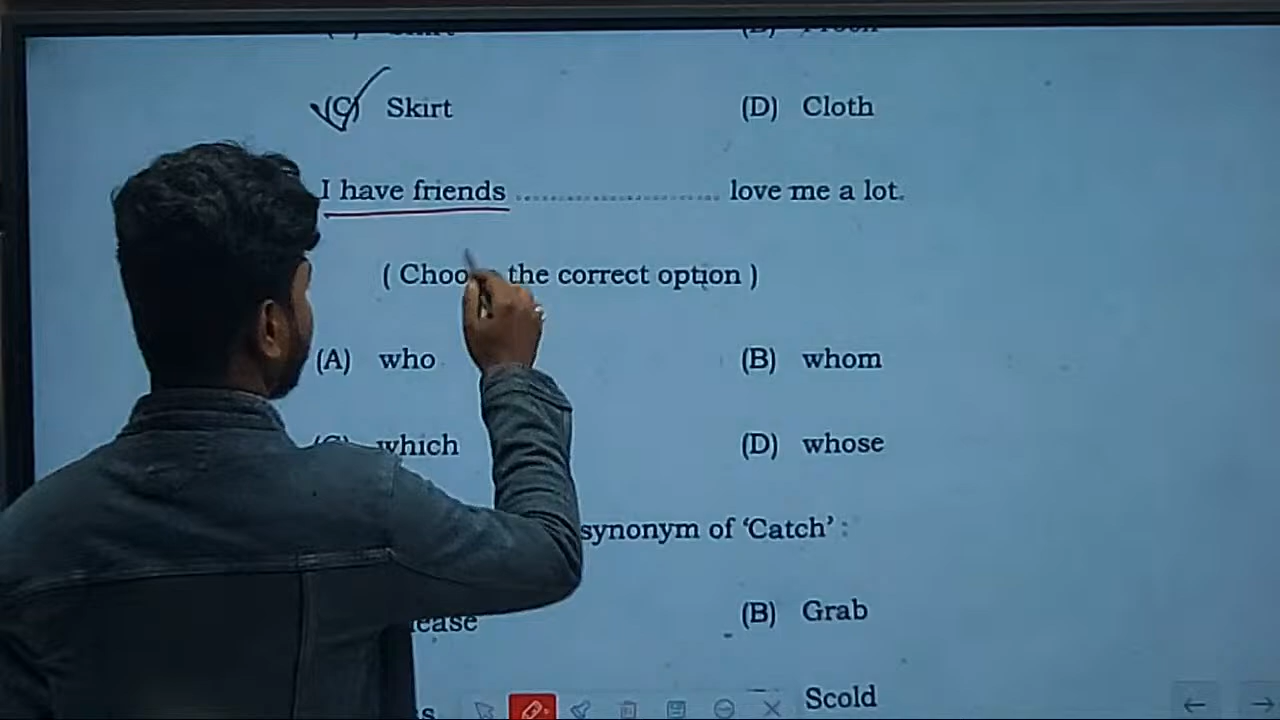 (C) Skirt (D) Cloth
I have friends .......................... love me a lot.
( Choo the correct option )
(A) who (B) whom
(C) which (D) whose
synonym of ‘Catch’ :
ease (B) Grab
s Scold